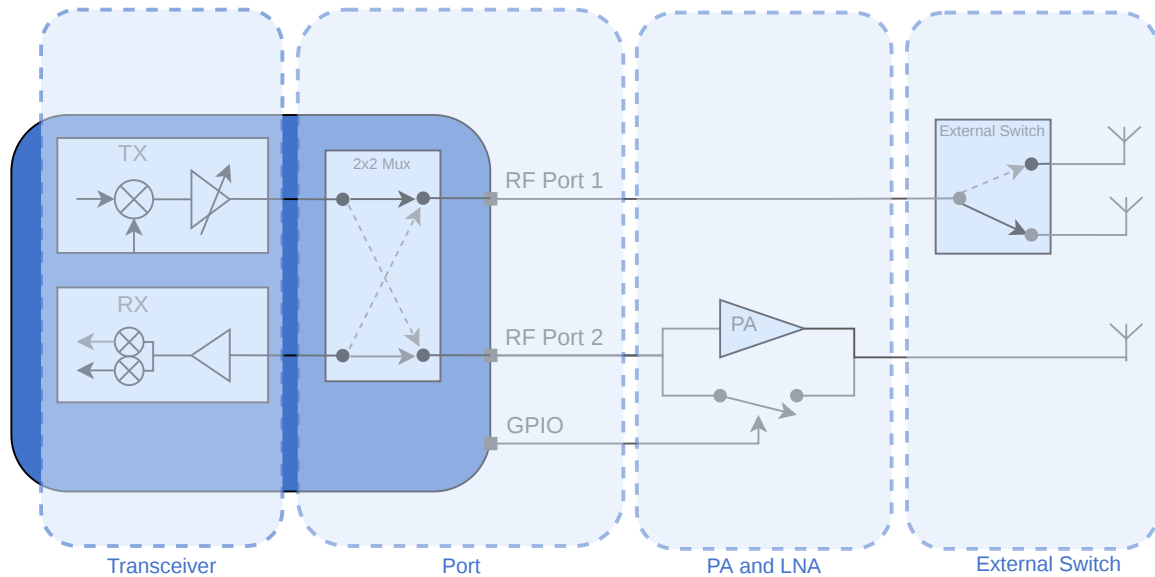 TX
2x2 Mux
RF Port 1
External Switch
RX
RF Port 2
PA
GPIO
Transceiver
Port
PA and LNA
External Switch